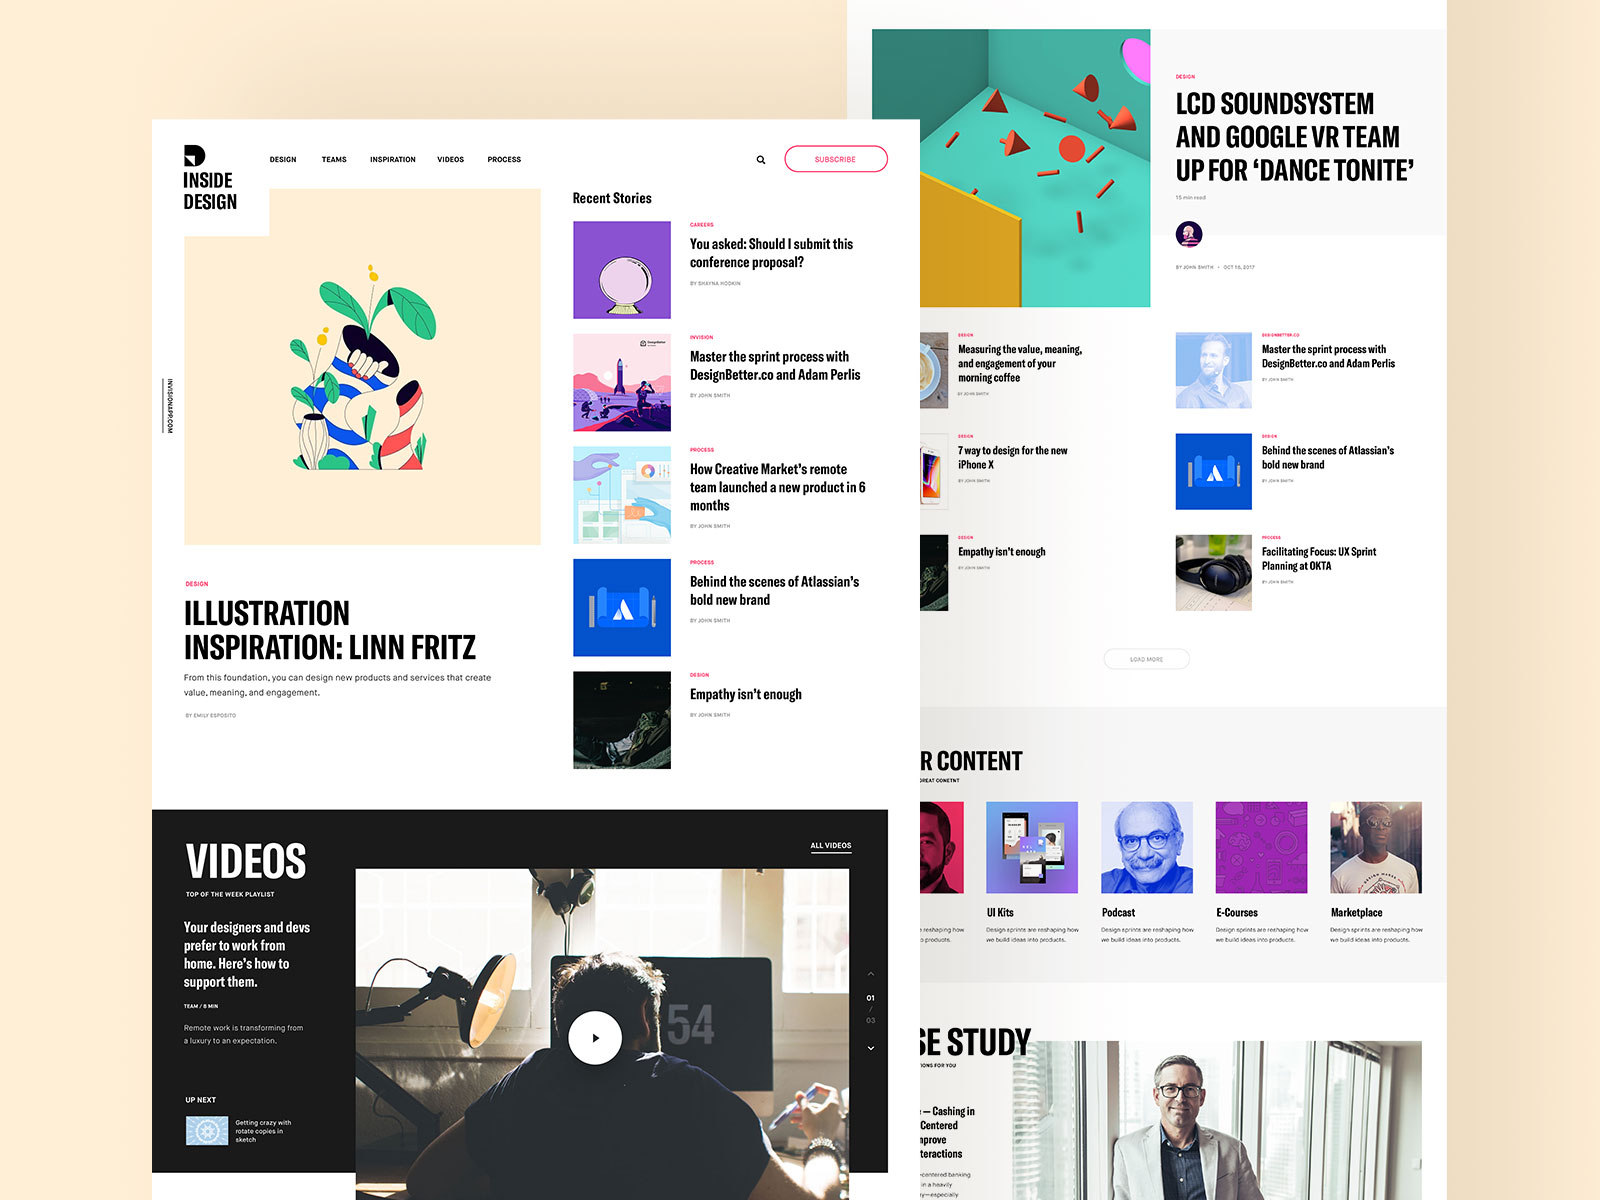 INSIDE
DESIGN
DESIGN
TEAMS
INSPIRATION
VIDEOS
PROCESS
SUBSCRIBE
INVISIONAPP.COM
DESIGN
ILLUSTRATION
INSPIRATION: LINN FRITZ
From this foundation, you can design new products and services that create
value, meaning, and engagement.
BY EMILY ESPOSITO
Recent Stories
CAREERS
You asked: Should I submit this
conference proposal?
BY SHAYNA HODKIN
INVISION
Master the sprint process with
DesignBetter.co and Adam Perlis
BY JOHN SMITH
PROCESS
How Creative Market’s remote
team launched a new product in 6
months
BY JOHN SMITH
PROCESS
Behind the scenes of Atlassian’s
bold new brand
BY JOHN SMITH
DESIGN
Empathy isn’t enough
BY JOHN SMITH
VIDEOS
TOP OF THE WEEK PLAYLIST
ALL VIDEOS
Your designers and devs
prefer to work from
home. Here’s how to
support them.
TEAM / 8 MIN
Remote work is transforming from
a luxury to an expectation.
UP NEXT
Getting crazy with
rotate copies in
sketch
54
01
/
03
DESIGN
LCD SOUNDSYSTEM
AND GOOGLE VR TEAM
UP FOR ‘DANCE TONITE’
15 min read
BY JOHN SMITH • OCT 16, 2017
DESIGN
Measuring the value, meaning,
and engagement of your
morning coffee
BY JOHN SMITH
DESIGNBETTER.CO
Master the sprint process with
DesignBetter.co and Adam Perlis
BY JOHN SMITH
DESIGN
7 way to design for the new
iPhone X
BY JOHN SMITH
DESIGN
Behind the scenes of Atlassian’s
bold new brand
BY JOHN SMITH
DESIGN
Empathy isn’t enough
BY JOHN SMITH
PROCESS
Facilitating Focus: UX Sprint
Planning at OKTA
BY JOHN SMITH
LOAD MORE
R CONTENT
GREAT CONETNT
reshaping how
o products.
UI Kits
Design sprints are reshaping how
we build ideas into products.
Podcast
Design sprints are reshaping how
we build ideas into products.
E-Courses
Design sprints are reshaping how
we build ideas into products.
Marketplace
Design sprints are reshaping how
we build ideas into products.
SE STUDY
IONS FOR YOU
— Cashing in
Centered
mprove
teractions
centered banking
in a heavily
y—especially